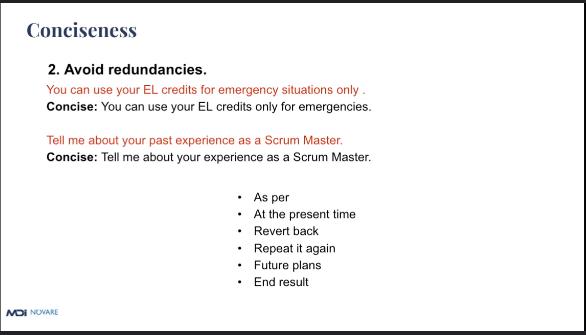 Conciseness
2. Avoid redundancies.
You can use your EL credits for emergency situations only .
Concise: You can use your EL credits only for emergencies.
Tell me about your past experience as a Scrum Master.
Concise: Tell me about your experience as a Scrum Master.
• As per
• At the present time
• Revert back
• Repeat it again
• Future plans
• End result
MDI NOVARE